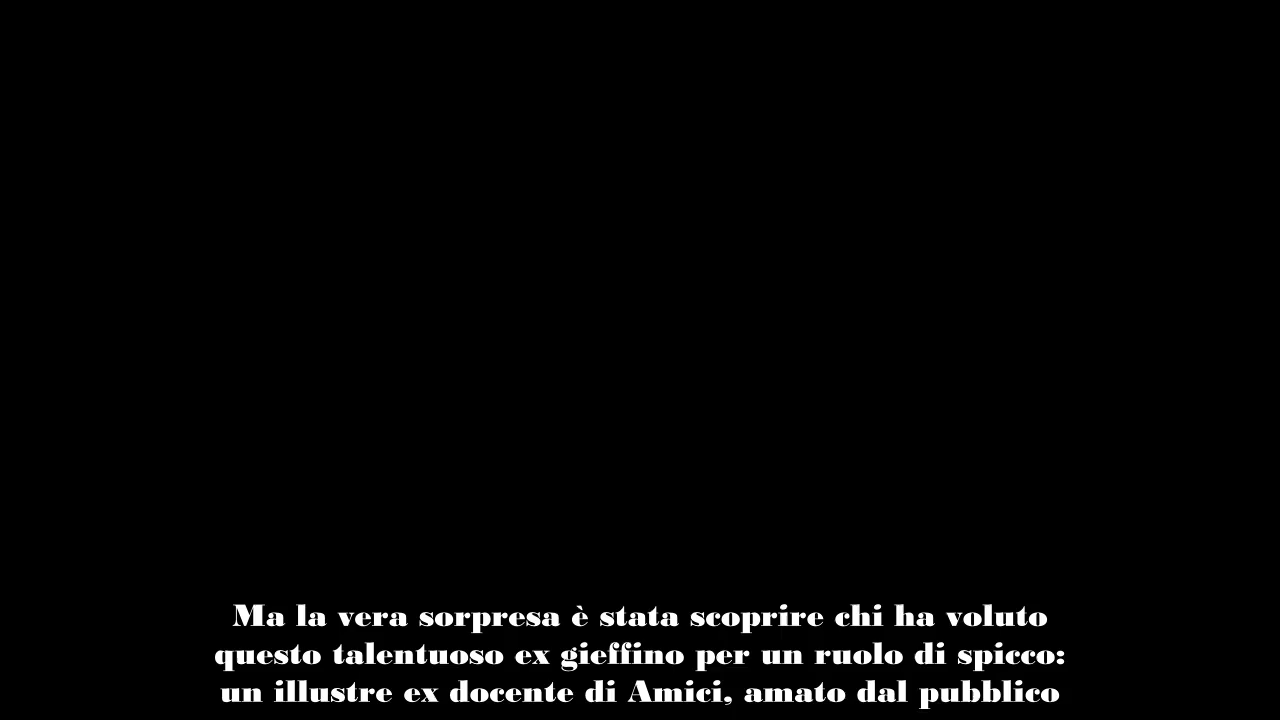 Ma la vera sorpresa è stata scoprire chi ha voluto
questo talentuoso ex gieffino per un ruolo di spicco:
un illustre ex docente di Amici, amato dal pubblico